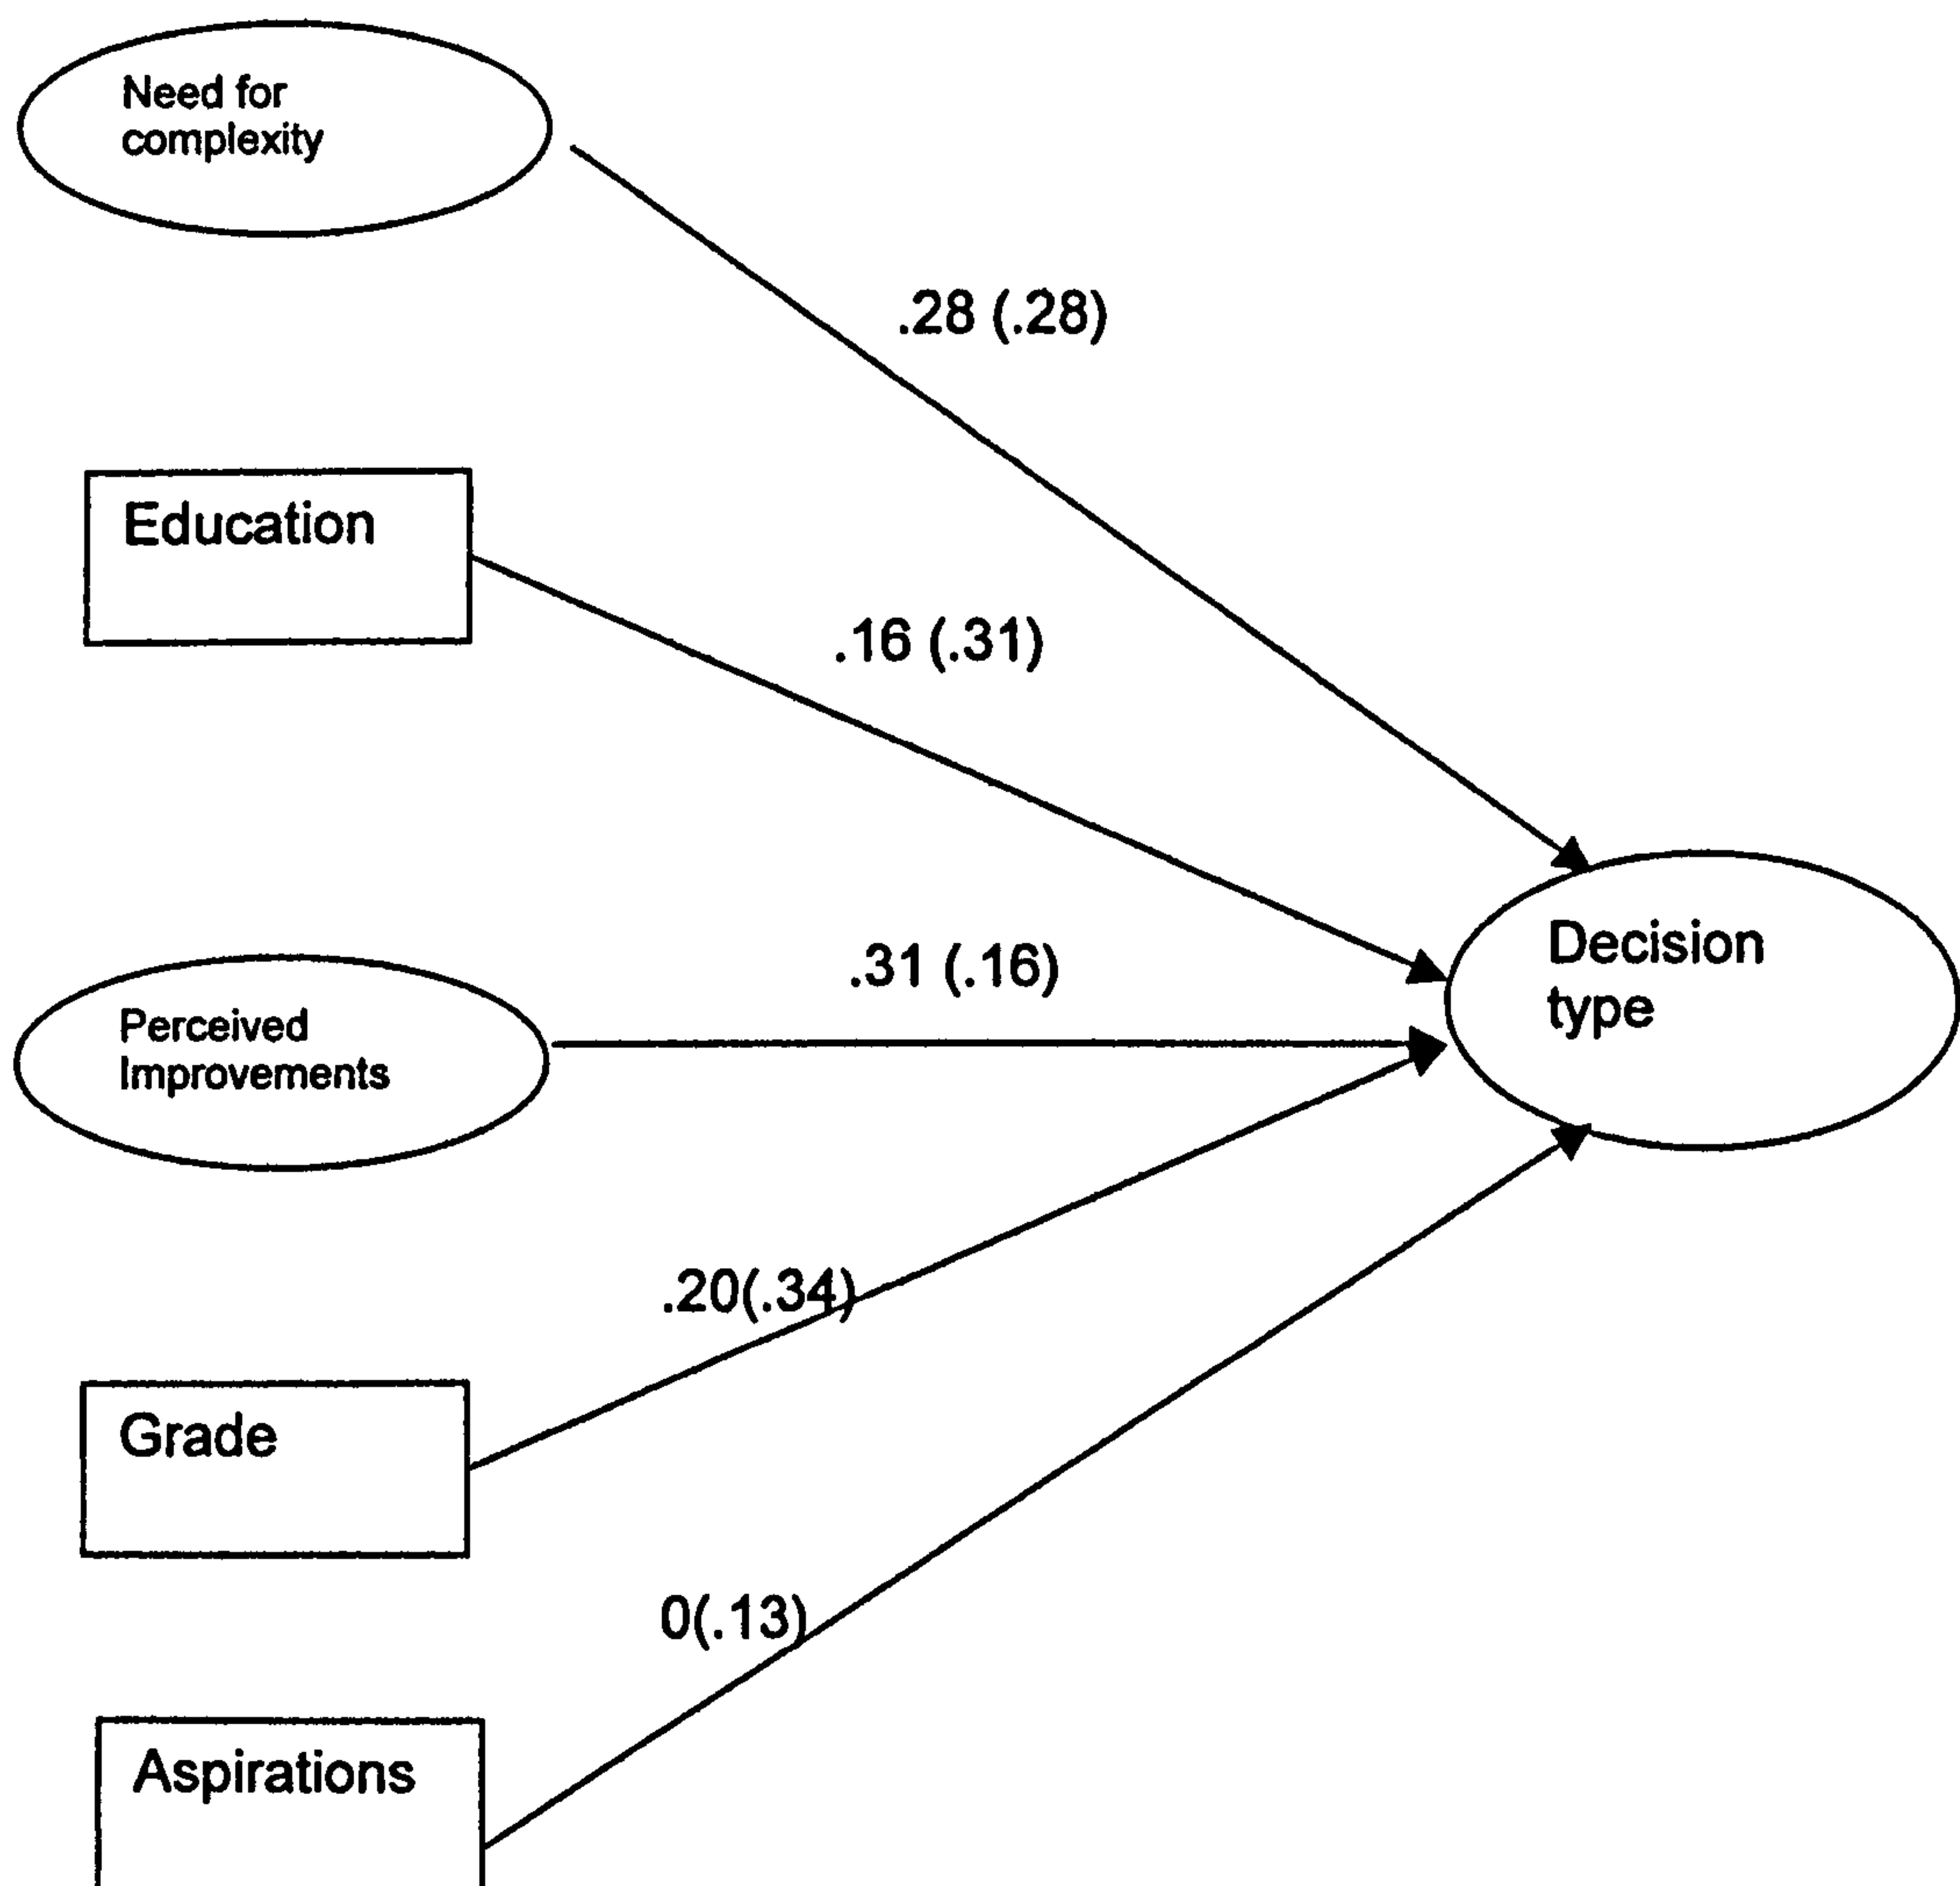 Need for
complexity
.28 (.28)
Education
.16 (.31)
.31 (.16)
Decision
type
Perceived
Improvements
.20(.34)
Grade
0(.13)
Aspirations